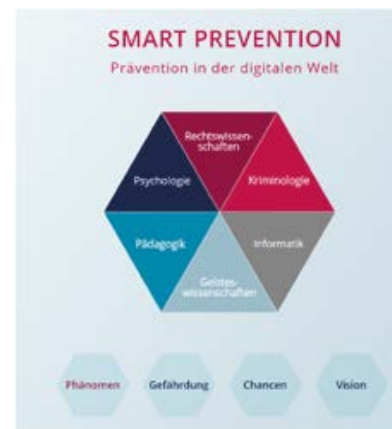 SMART PREVENTION
Prävention in der digitalen Welt
Rechtswissen-
schaften
Psychologie
Kriminologie
Pädagogik
Informatik
Geistes-
wissenschaften
Phänomen
Gefährdung
Chancen
Vision